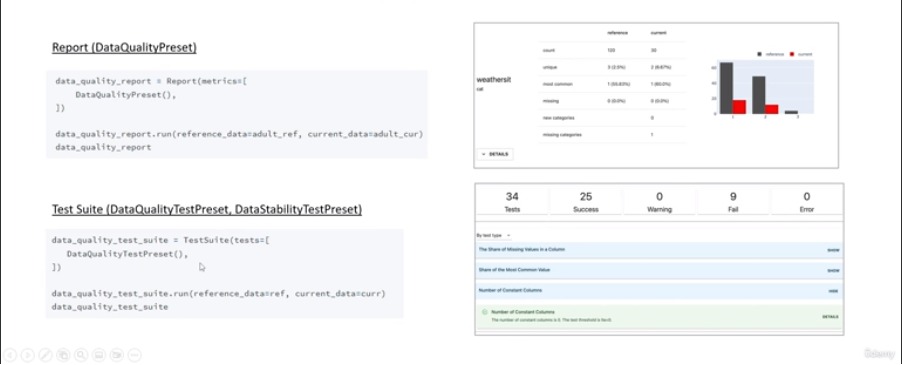 Report (DataQualityPreset)
data_quality_report = Report(metrics=[
DataQualityPreset(),
])
data_quality_report.run(reference_data=adult_ref, current_data=adult_cur)
data_quality_report
Test Suite (DataQualityTestPreset, DataStabilityTestPreset)
data_quality_test_suite = TestSuite(tests=[
DataQualityTestPreset(),
])
data_quality_test_suite.run(reference_data=ref, current_data=curr)
data_quality_test_suite
reference current
weathersit
cat
count 120 30
unique 3 (2.5%) 2 (6.67%)
most common 1 (55.83%) 1 (60.0%)
missing 0 (0.0%) 0 (0.0%)
new categories 0
missing categories 1
DETAILS
reference current
60
40
20
0
1 2 3
34 25 0 9 0
Tests Success Warning Fail Error
By test type
The Share of Missing Values in a Column SHOW
Share of the Most Common Value SHOW
Number of Constant Columns HIDE
Number of Constant Columns DETAILS
The number of constant columns is 0. The test threshold is
Udemy